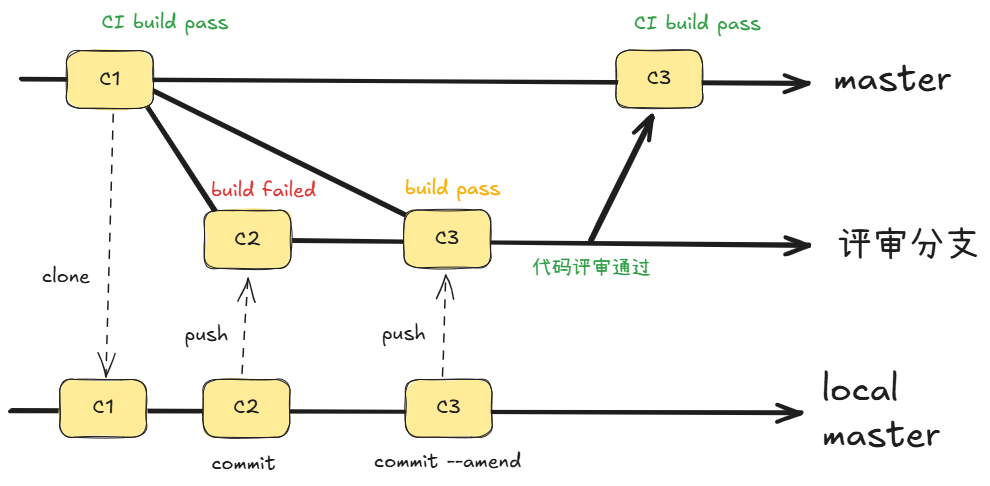 CI build pass
CI build pass
C1
C3
master
build failed
build pass
C2
C3
评审分支
代码评审通过
clone
push
push
C1
C2
C3
local
master
commit
commit --amend